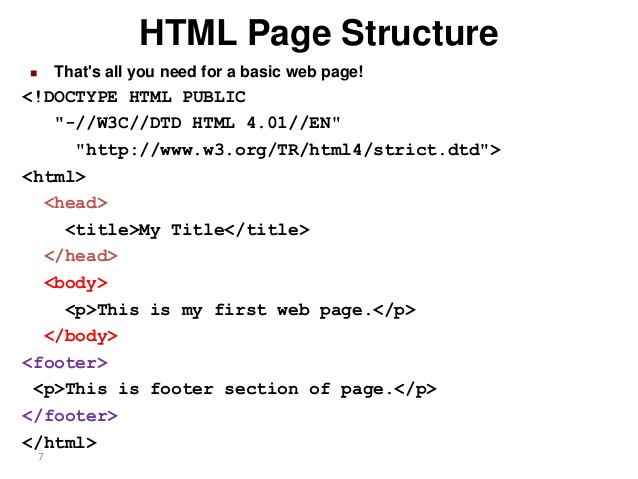 HTML Page Structure
That's all you need for a basic web page!
<!DOCTYPE HTML PUBLIC
"-//W3C//DTD HTML 4.01//EN"
"http://www.w3.org/TR/html4/strict.dtd">
<html>
<head>
<title>My Title</title>
</head>
<body>
<p>This is my first web page.</p>
</body>
<footer>
<p>This is footer section of page.</p>
</footer>
</html>
7